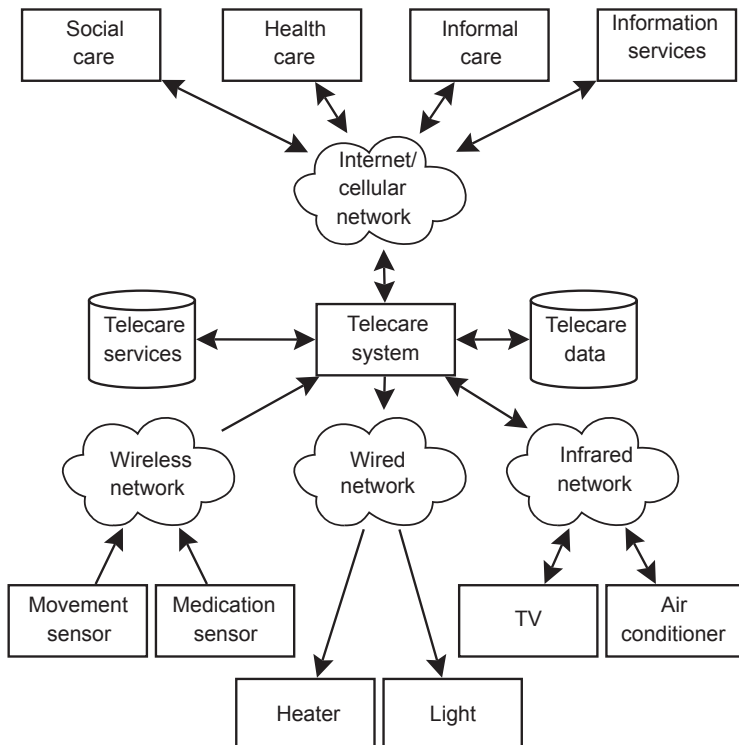 Social
care
Health
care
Informal
care
Information
services
Internet/
cellular
network
Telecare
services
Telecare
system
Telecare
data
Wireless
network
Wired
network
Infrared
network
Movement
sensor
Medication
sensor
TV
Air
conditioner
Heater
Light